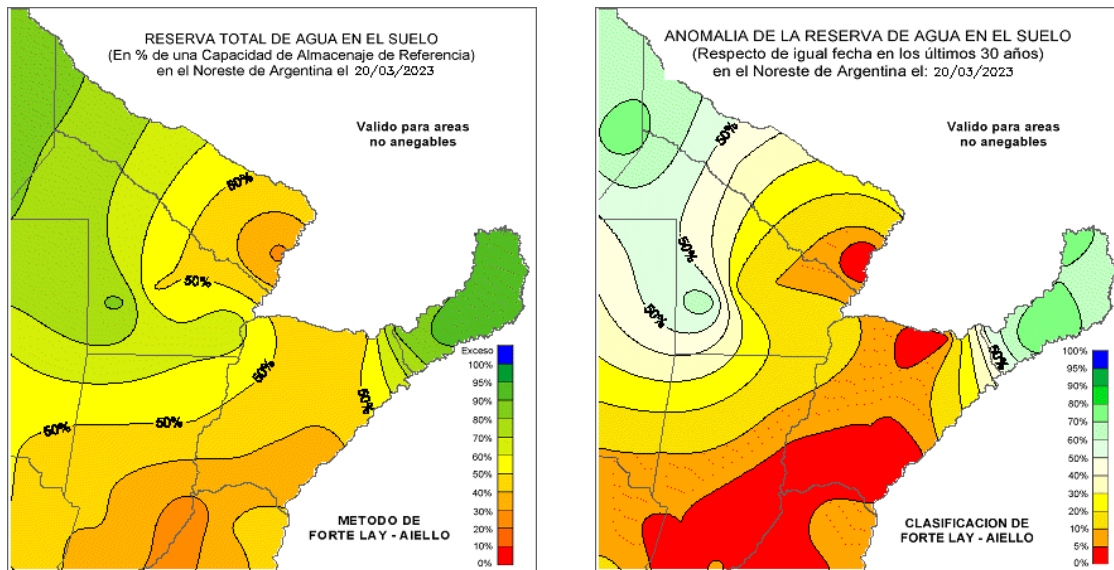 RESERVA TOTAL DE AGUA EN EL SUELO
(En % de una Capacidad de Almacenaje de Referencia)
en el Noreste de Argentina el 20/03/2023
Valido para areas
no anegables
50%
50%
50%
50%
50%
50%
Exceso
100%
95%
90%
80%
70%
60%
50%
40%
30%
20%
10%
0%
METODO DE
FORTE LAY - AIELLO
ANOMALIA DE LA RESERVA DE AGUA EN EL SUELO
(Respecto de igual fecha en los últimos 30 años)
en el Noreste de Argentina el: 20/03/2023
Valido para areas
no anegables
50%
50%
50%
50%
100%
95%
90%
80%
70%
60%
50%
40%
30%
20%
10%
5%
0%
CLASIFICACION DE
FORTE LAY - AIELLO